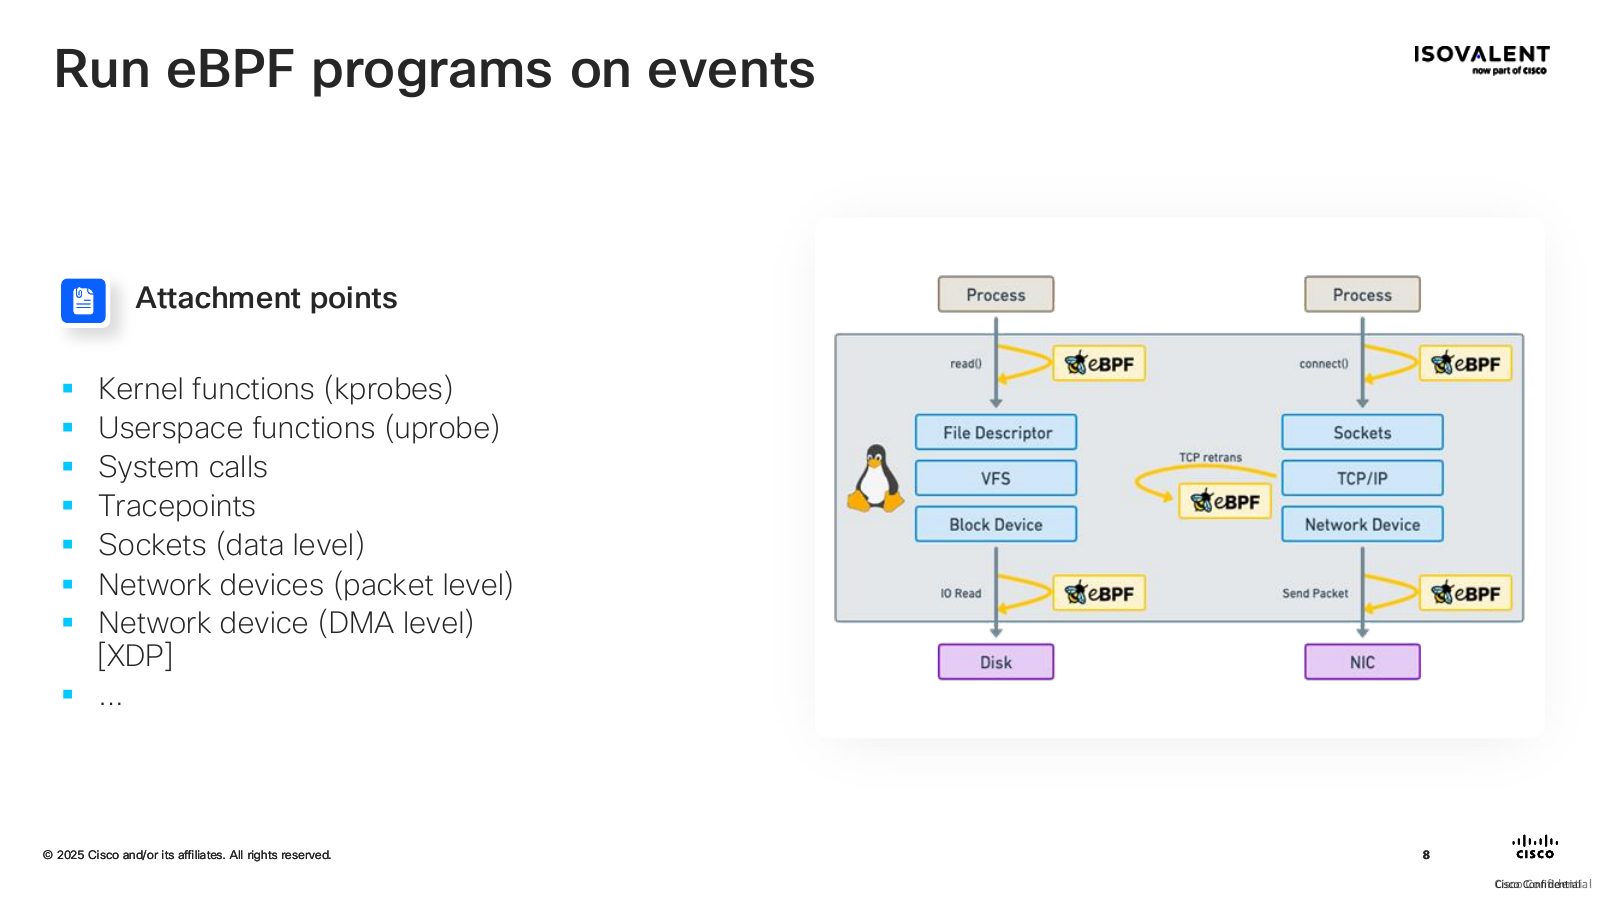 Run eBPF programs on events
ISOVALENT
now part of CISCO
Attachment points
Kernel functions (kprobes)
Userspace functions (uprobe)
System calls
Tracepoints
Sockets (data level)
Network devices (packet level)
Network device (DMA level)
[XDP]
...
Process
read()
eBPF
File Descriptor
VFS
Block Device
IO Read
eBPF
Disk
Process
connect()
eBPF
Sockets
TCP retrans
TCP/IP
eBPF
Network Device
Send Packet
eBPF
NIC
© 2025 Cisco and/or its affiliates. All rights reserved.
8
CISCO
Cisco Confidential